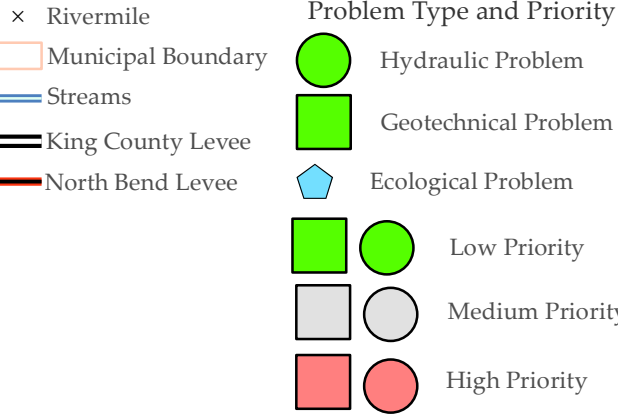 × Rivermile
Municipal Boundary
Streams
King County Levee
North Bend Levee
Problem Type and Priority
Hydraulic Problem
Geotechnical Problem
Ecological Problem
Low Priority
Medium Priority
High Priority